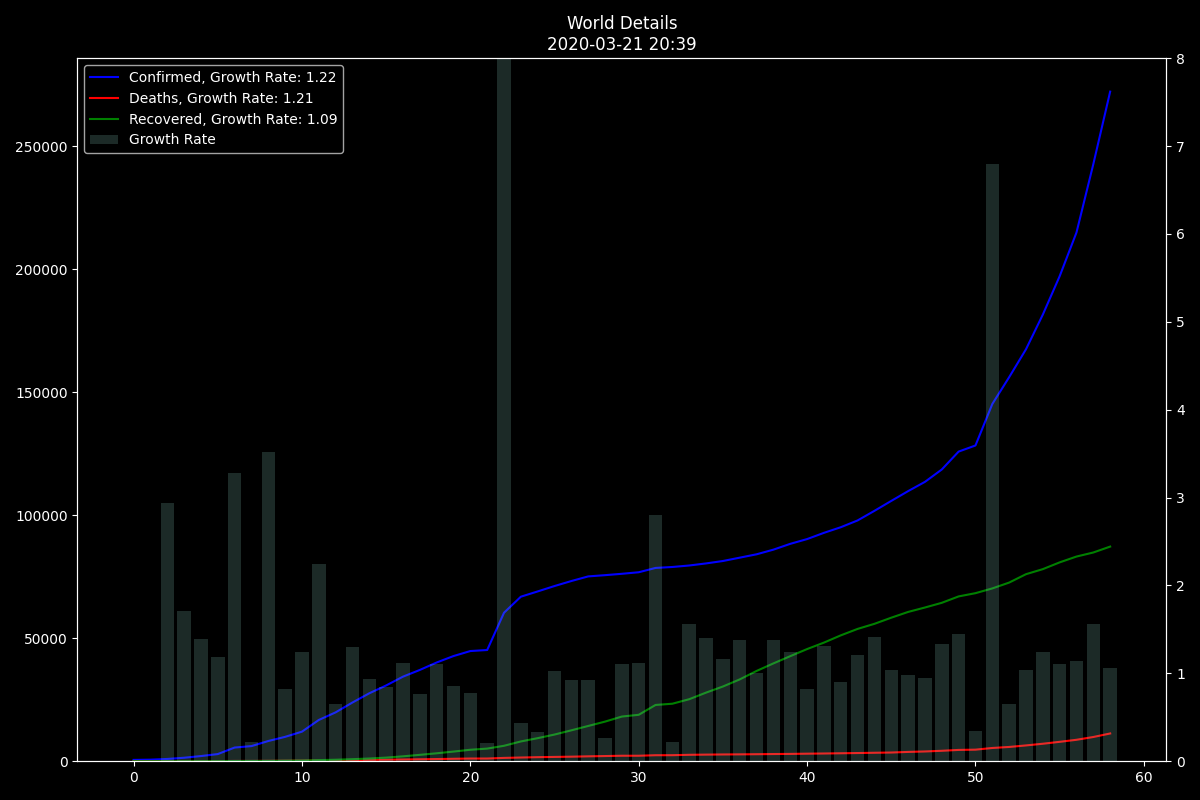 World Details
2020-03-21 20:39
Confirmed, Growth Rate: 1.22
Deaths, Growth Rate: 1.21
Recovered, Growth Rate: 1.09
Growth Rate
250000
200000
150000
100000
50000
0
8
7
6
5
4
3
2
1
0
0 10 20 30 40 50 60